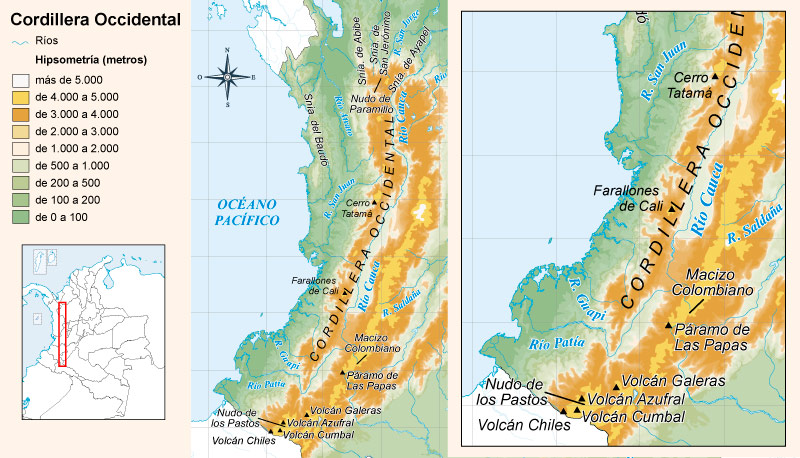 Cordillera Occidental
Ríos
Hipsometría (metros)
más de 5.000
de 4.000 a 5.000
de 3.000 a 4.000
de 2.000 a 3.000
de 1.000 a 2.000
de 500 a 1.000
de 200 a 500
de 100 a 200
de 0 a 100
N
O
E
S
Srnía. de Abibe
Srnía. de
San Jerónimo
R. San Jorge
Srnía. de Ayapel
Río
Nudo de
Paramillo
Río Cauca
Río Atrato
Srnía. del Baudó
OCÉANO
PACÍFICO
R. San Juan
Cerro
Tatamá
CORDILLERA OCCIDENTAL
Farallones
de Cali
Río Cauca
R. Saldaña
R. Guapi
Macizo
Colombiano
Río Patía
Páramo de
Las Papas
Nudo de
los Pastos
Volcán Galeras
Volcán Azufral
Volcán Cumbal
Volcán Chiles
R. San Juan
Cerro
Tatamá
CORDILLERA OCCIDEN
Farallones
de Cali
Río Cauca
R. Saldaña
Macizo
Colombiano
R. Guapi
Río Patía
Páramo de
Las Papas
Nudo de
los Pastos
Volcán Galeras
Volcán Azufral
Volcán Cumbal
Volcán Chiles